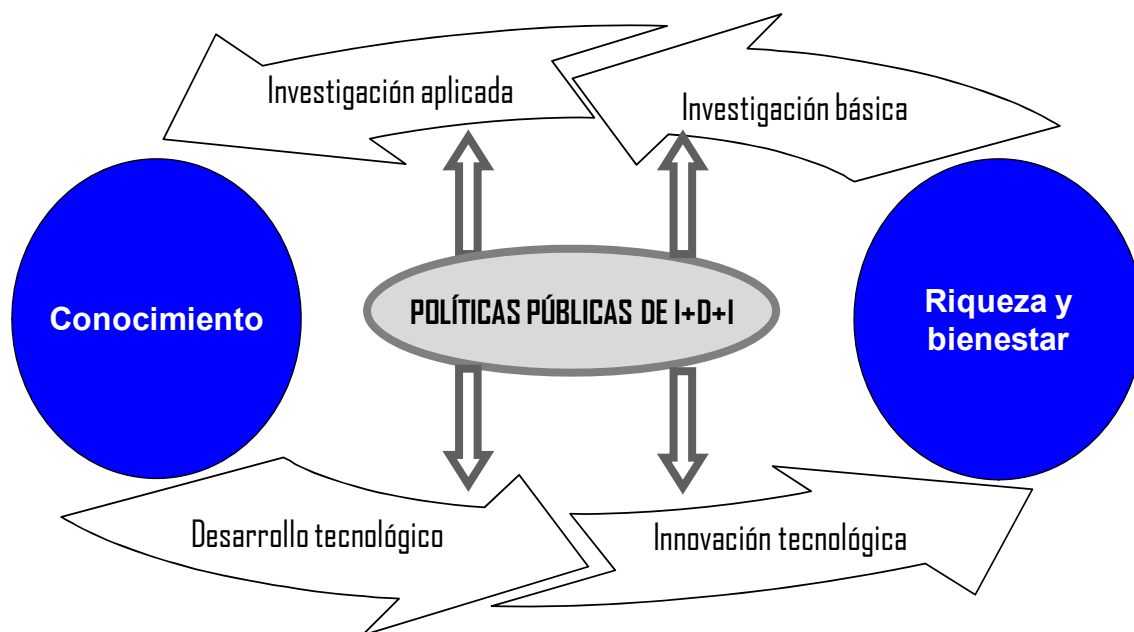 Investigación aplicada
Investigación básica
Conocimiento
POLÍTICAS PÚBLICAS DE I+D+I
Riqueza y
bienestar
Desarrollo tecnológico
Innovación tecnológica